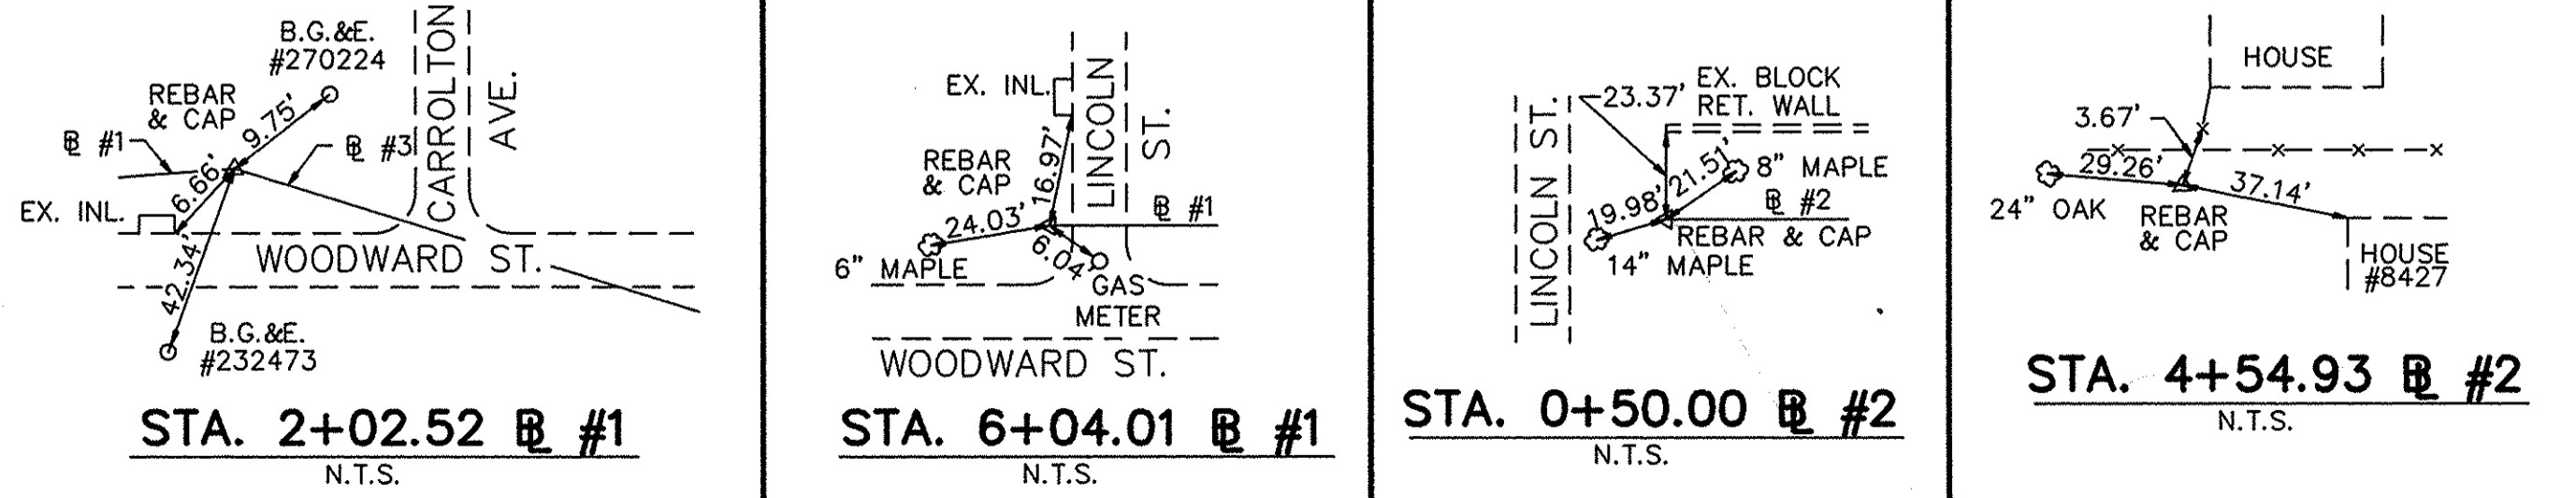 B.G.&E.
#270224
REBAR
& CAP
9.75'
℄ #1
℄ #3
CARROLTON
AVE.
6.66'
EX. INL.
42.34'
WOODWARD ST.
B.G.&E.
#232473
STA. 2+02.52 ℄ #1
N.T.S.
EX. INL.
LINCOLN
ST.
16.97'
REBAR
& CAP
24.03'
℄ #1
6" MAPLE
6.04'
GAS
METER
WOODWARD ST.
STA. 6+04.01 ℄ #1
N.T.S.
LINCOLN ST.
23.37'
EX. BLOCK
RET. WALL
21.51'
8" MAPLE
19.98'
℄ #2
REBAR & CAP
14" MAPLE
STA. 0+50.00 ℄ #2
N.T.S.
HOUSE
3.67'
29.26'
37.14'
24" OAK
REBAR
& CAP
HOUSE
#8427
STA. 4+54.93 ℄ #2
N.T.S.